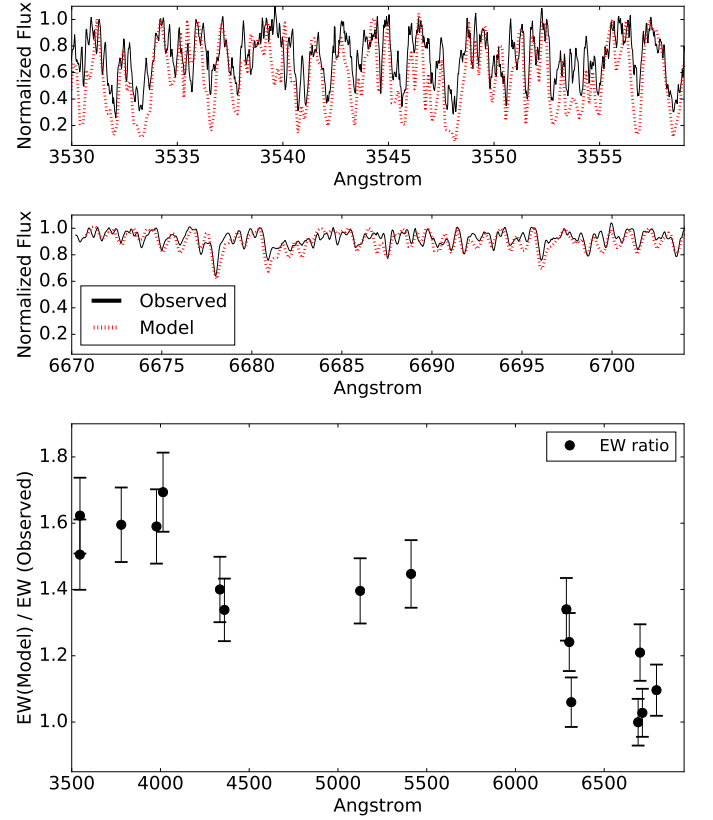 Normalized Flux
1.0
0.8
0.6
0.4
0.2
3530 3535 3540 3545 3550 3555
Angstrom
Normalized Flux
1.0
0.8
0.6
0.4
0.2
Observed
Model
6670 6675 6680 6685 6690 6695 6700
Angstrom
EW(Model) / EW (Observed)
1.8
1.6
1.4
1.2
1.0
EW ratio
3500 4000 4500 5000 5500 6000 6500
Angstrom